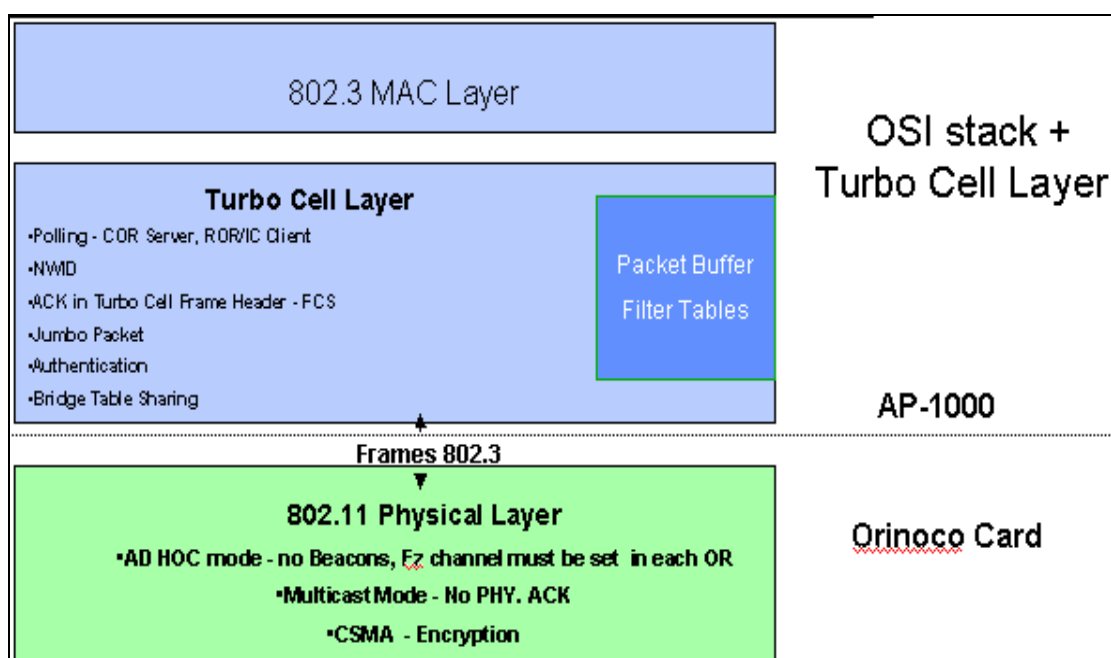 802.3 MAC Layer
OSI stack +
Turbo Cell Layer
Turbo Cell Layer
•Polling - COR Server, ROR/IC Client
•NWID
•ACK in Turbo Cell Frame Header - FCS
•Jumbo Packet
•Authentication
•Bridge Table Sharing
Packet Buffer
Filter Tables
AP-1000
Frames 802.3
802.11 Physical Layer
•AD HOC mode - no Beacons, Fz channel must be set in each OR
•Multicast Mode - No PHY. ACK
•CSMA - Encryption
Orinoco Card